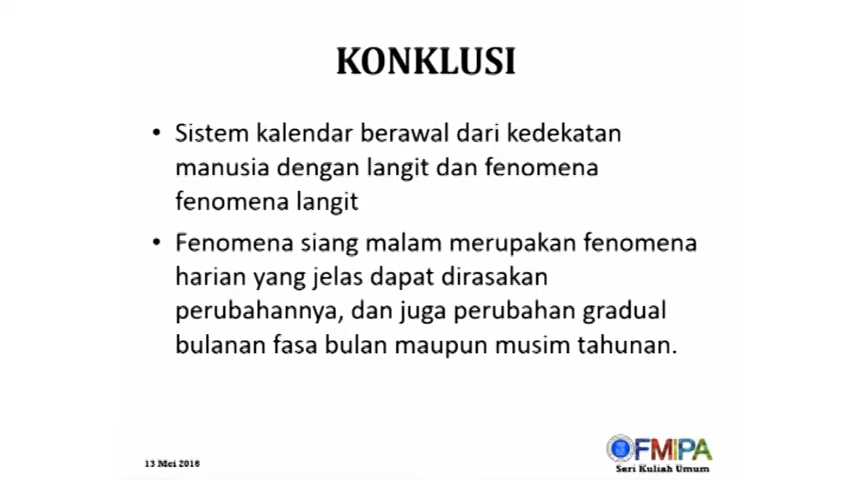 KONKLUSI
• Sistem kalendar berawal dari kedekatan
manusia dengan langit dan fenomena
fenomena langit
• Fenomena siang malam merupakan fenomena
harian yang jelas dapat dirasakan
perubahannya, dan juga perubahan gradual
bulanan fasa bulan maupun musim tahunan.
13 Mei 2016
FMIPA
Seri Kuliah Umum